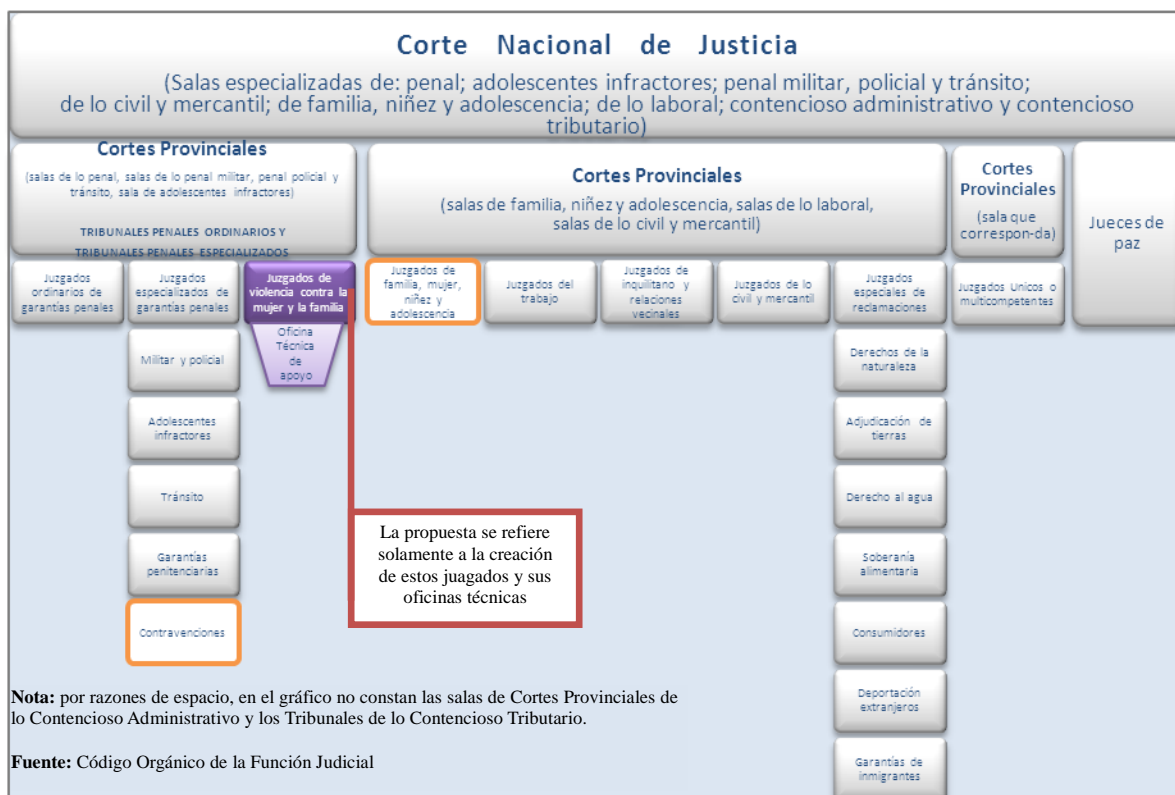 Corte Nacional de Justicia
(Salas especializadas de: penal; adolescentes infractores; penal militar, policial y tránsito;
de lo civil y mercantil; de familia, niñez y adolescencia; de lo laboral; contencioso administrativo y contencioso
tributario)
Cortes Provinciales
(salas de lo penal, salas de lo penal militar, penal policial y
tránsito, sala de adolescentes infractores)
TRIBUNALES PENALES ORDINARIOS Y
TRIBUNALES PENALES ESPECIALIZADOS
Cortes Provinciales
(salas de familia, niñez y adolescencia, salas de lo laboral,
salas de lo civil y mercantil)
Cortes
Provinciales
(sala que
correspon-da)
Jueces de
paz
Juzgados
ordinarios de
garantías penales
Juzgados
especializados de
garantías penales
Juzgados de
violencia contra la
mujer y la familia
Juzgados de
familia, mujer,
niñez y
adolescencia
Juzgados del
trabajo
Juzgados de
inquilinato y
relaciones
vecinales
Juzgados de lo
civil y mercantil
Juzgados
especiales de
reclamaciones
Juzgados Unicos o
multicompetentes
Oficina
Técnica
de
apoyo
Militar y policial
Adolescentes
infractores
Tránsito
Garantías
penitenciarias
Contravenciones
Derechos de la
naturaleza
Adjudicación de
tierras
Derecho al agua
Soberanía
alimentaria
Consumidores
Deportación
extranjeros
Garantías de
inmigrantes
La propuesta se refiere
solamente a la creación
de estos juagados y sus
oficinas técnicas
Nota: por razones de espacio, en el gráfico no constan las salas de Cortes Provinciales de
lo Contencioso Administrativo y los Tribunales de lo Contencioso Tributario.
Fuente: Código Orgánico de la Función Judicial